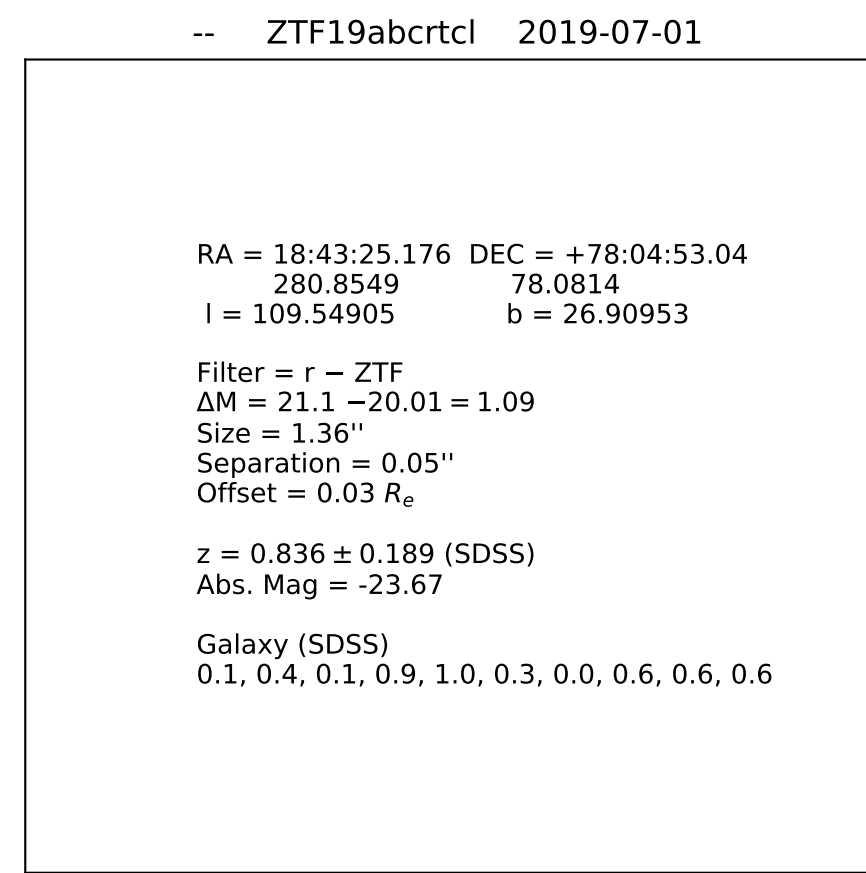 -- ZTF19abcrtcl 2019-07-01
RA = 18:43:25.176 DEC = +78:04:53.04
280.8549 78.0814
l = 109.54905 b = 26.90953
Filter = r − ZTF
ΔM = 21.1 −20.01 = 1.09
Size = 1.36''
Separation = 0.05''
Offset = 0.03 Rₑ
z = 0.836 ± 0.189 (SDSS)
Abs. Mag = -23.67
Galaxy (SDSS)
0.1, 0.4, 0.1, 0.9, 1.0, 0.3, 0.0, 0.6, 0.6, 0.6